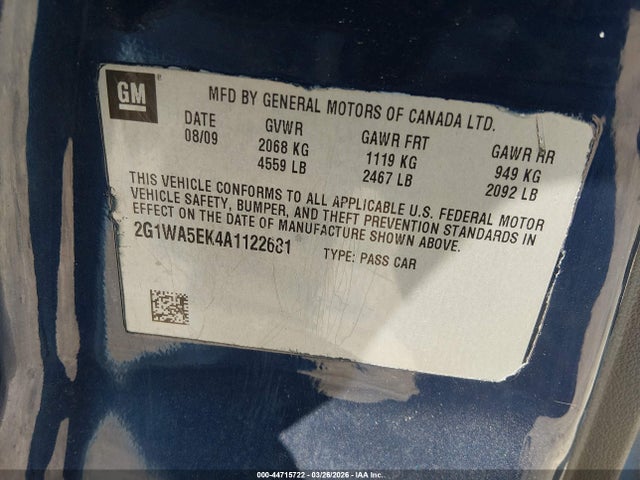 GM
MFD BY GENERAL MOTORS OF CANADA LTD.
DATE GVWR GAWR FRT GAWR RR
08/09 2068 KG 1119 KG 949 KG
4559 LB 2467 LB 2092 LB
THIS VEHICLE CONFORMS TO ALL APPLICABLE U.S. FEDERAL MOTOR
VEHICLE SAFETY, BUMPER, AND THEFT PREVENTION STANDARDS IN
EFFECT ON THE DATE OF MANUFACTURE SHOWN ABOVE.
2G1WA5EK4A1122681 TYPE: PASS CAR
000-44715722 | 03/26/2026 | IAA Inc.